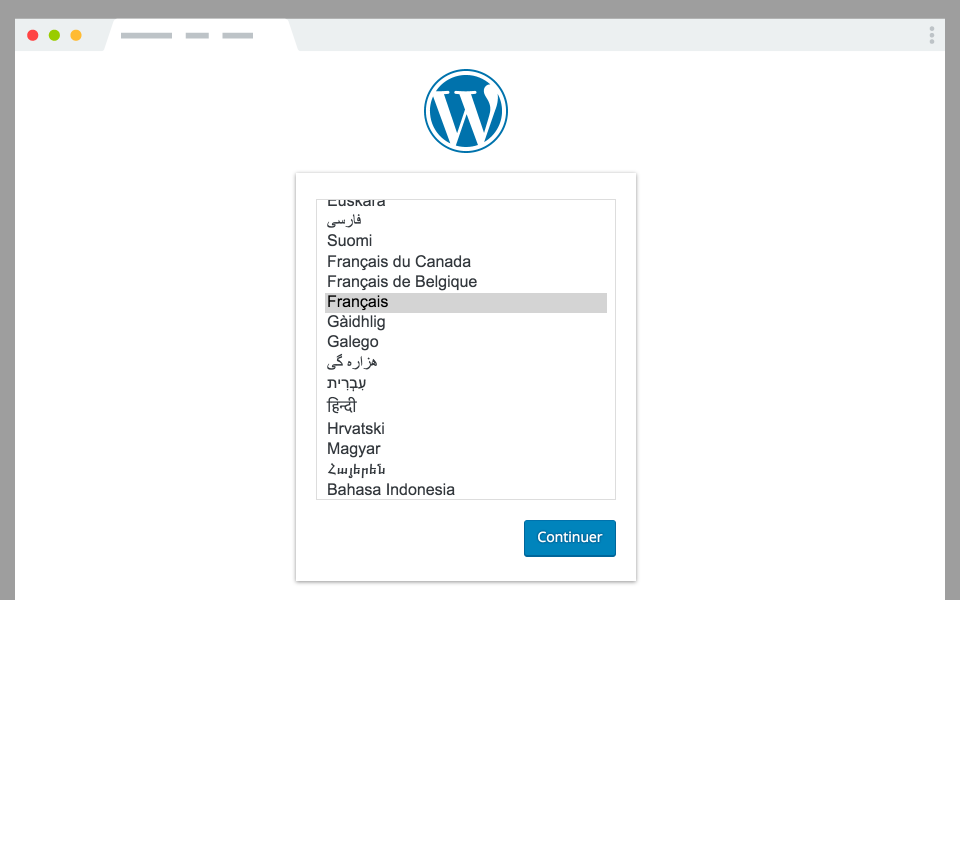 Euskara
فارسی
Suomi
Français du Canada
Français de Belgique
Français
Gàidhlig
Galego
هزاره گی
עִבְרִית
हिन्दी
Hrvatski
Magyar
Հայերեն
Bahasa Indonesia
Continuer